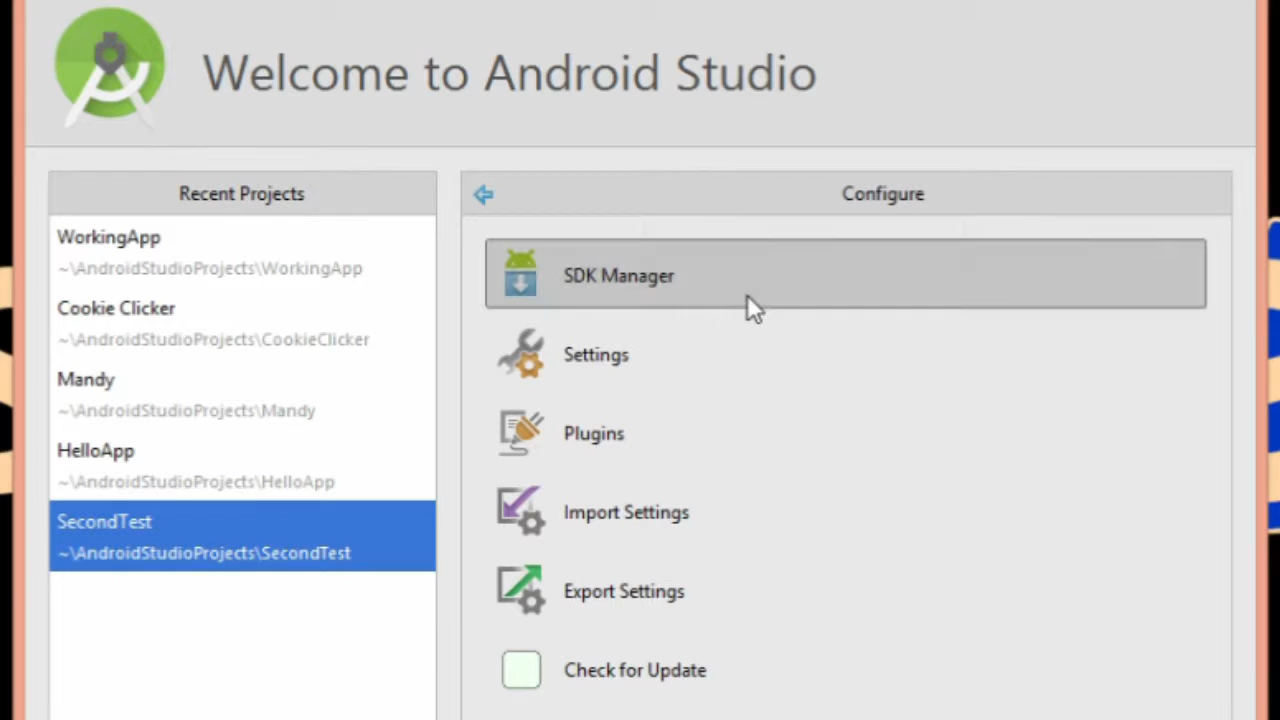 Welcome to Android Studio
Recent Projects
WorkingApp
~\AndroidStudioProjects\WorkingApp
Cookie Clicker
~\AndroidStudioProjects\CookieClicker
Mandy
~\AndroidStudioProjects\Mandy
HelloApp
~\AndroidStudioProjects\HelloApp
SecondTest
~\AndroidStudioProjects\SecondTest
Configure
SDK Manager
Settings
Plugins
Import Settings
Export Settings
Check for Update